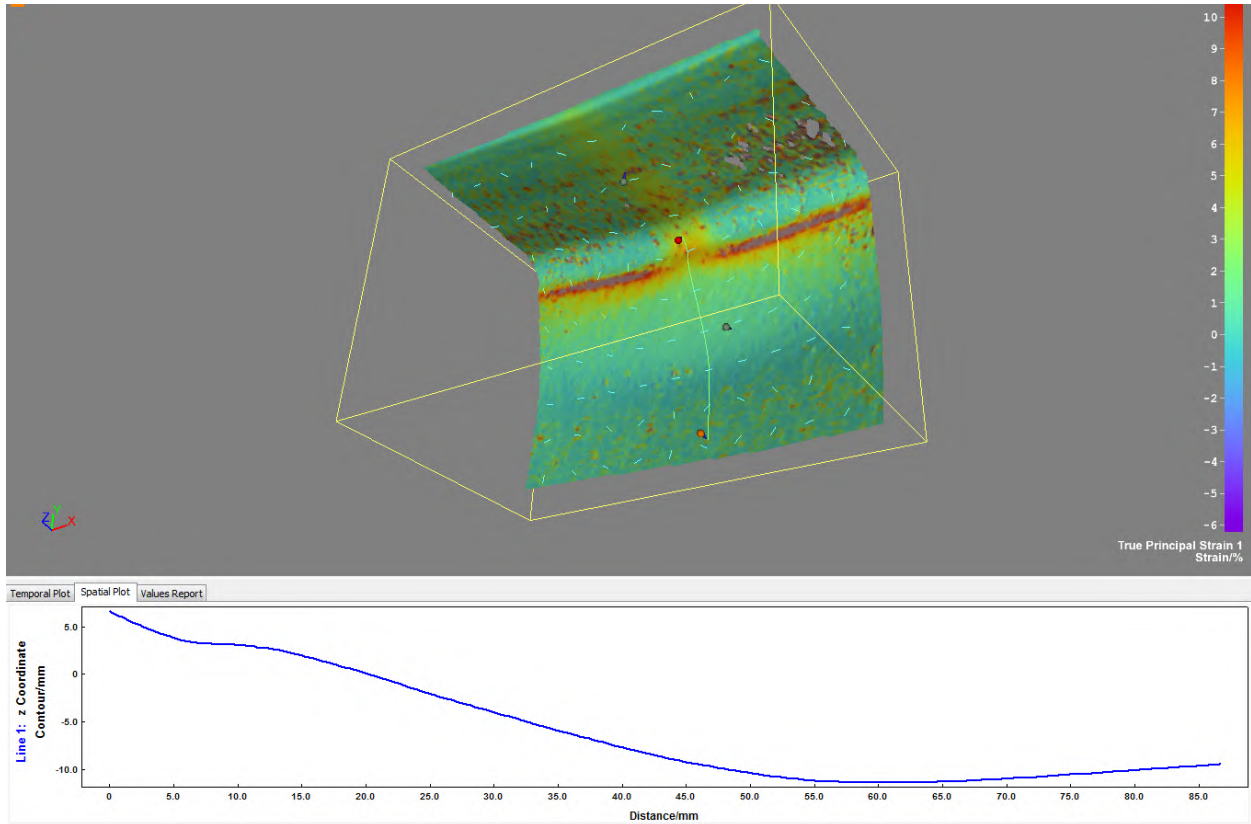 10
9
8
7
6
5
4
3
2
1
0
-1
-2
-3
-4
-5
-6
True Principal Strain 1
Strain/%
Z Y X
Temporal Plot Spatial Plot Values Report
Line 1: z Coordinate
Contour/mm
5.0
0
-5.0
-10.0
0 5.0 10.0 15.0 20.0 25.0 30.0 35.0 40.0 45.0 50.0 55.0 60.0 65.0 70.0 75.0 80.0 85.0
Distance/mm